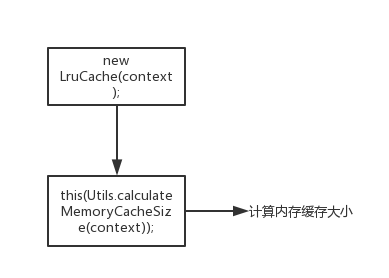 new
LruCache(context
);
this(Utils.calculate
MemoryCacheSiz
e(context));
计算内存缓存大小